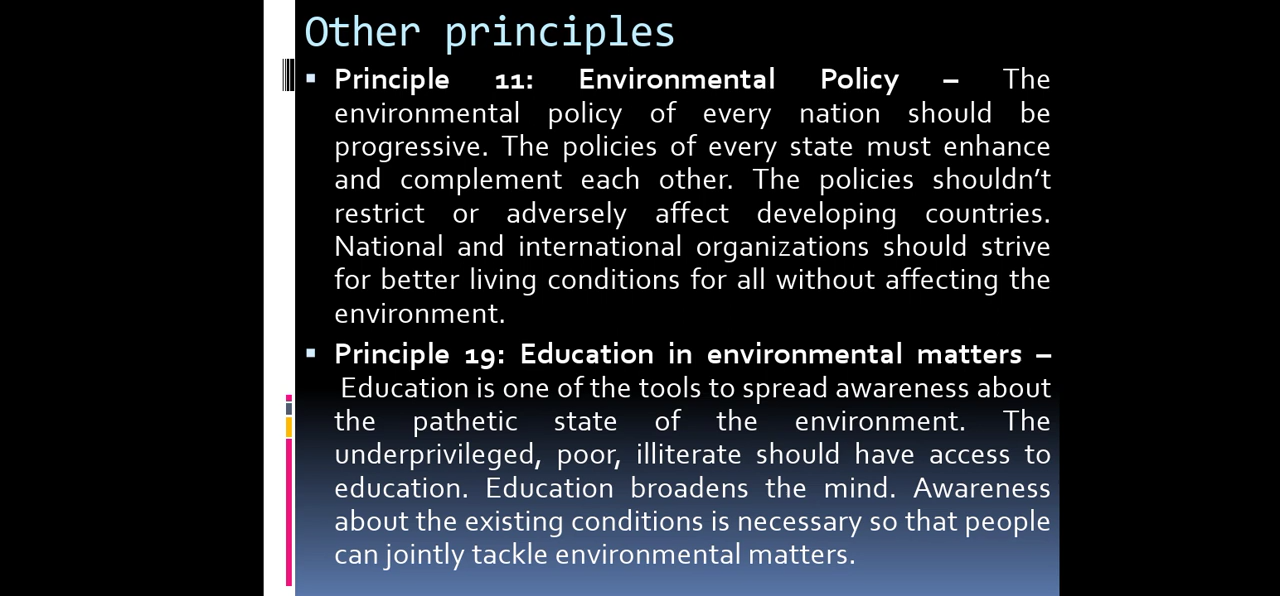 Other principles
▪ Principle 11: Environmental Policy – The
environmental policy of every nation should be
progressive. The policies of every state must enhance
and complement each other. The policies shouldn’t
restrict or adversely affect developing countries.
National and international organizations should strive
for better living conditions for all without affecting the
environment.
▪ Principle 19: Education in environmental matters –
Education is one of the tools to spread awareness about
the pathetic state of the environment. The
underprivileged, poor, illiterate should have access to
education. Education broadens the mind. Awareness
about the existing conditions is necessary so that people
can jointly tackle environmental matters.